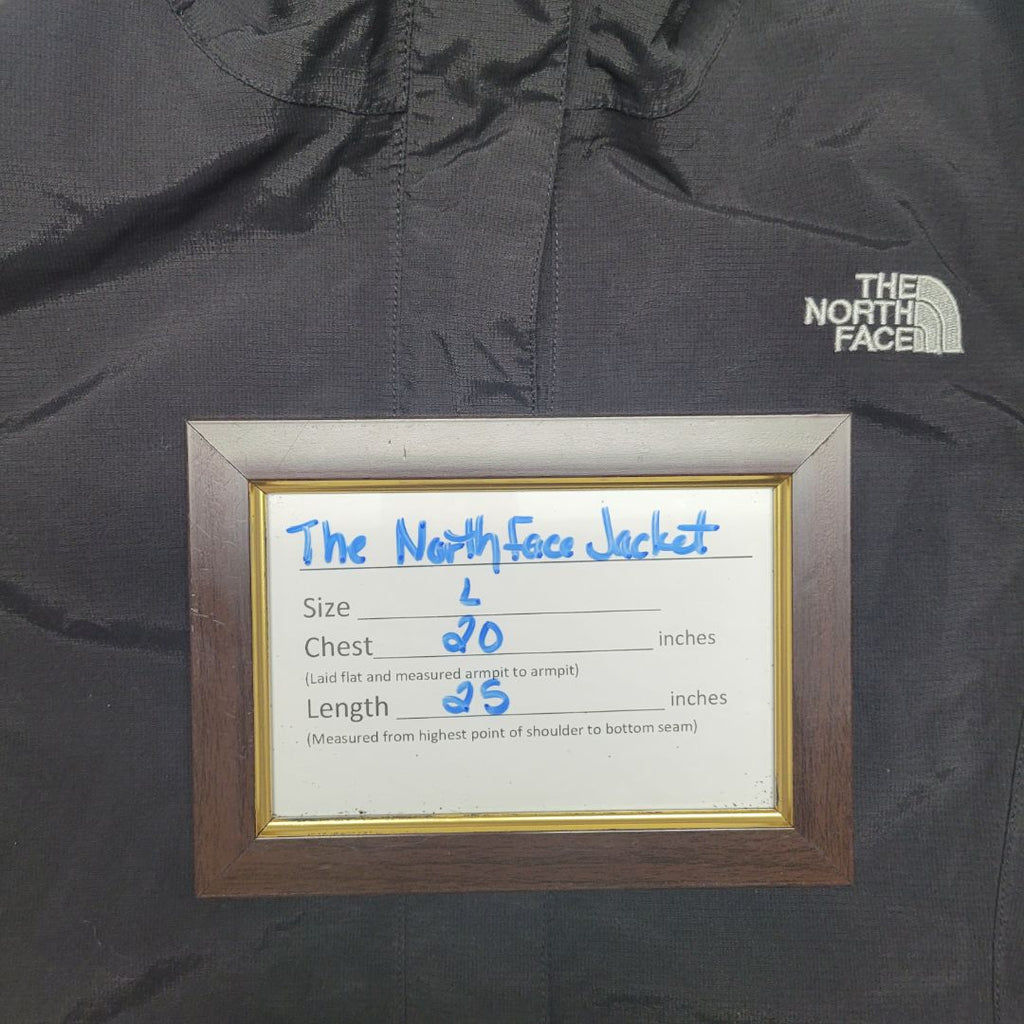 THE
NORTH
FACE
The North Face Jacket
Size L
Chest 20 inches
(Laid flat and measured armpit to armpit)
Length 25 inches
(Measured from highest point of shoulder to bottom seam)